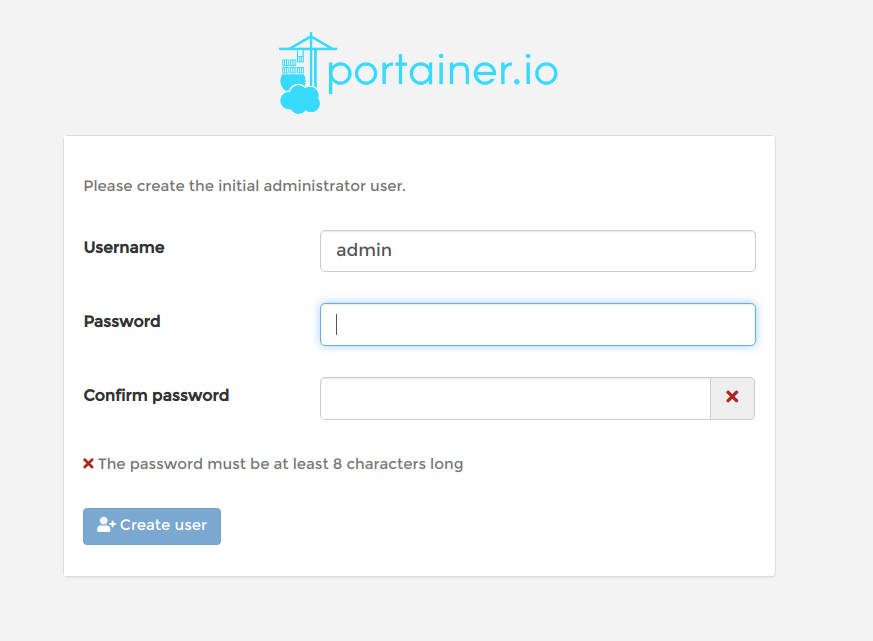 portainer.io
Please create the initial administrator user.
Username
admin
Password
Confirm password
The password must be at least 8 characters long
Create user